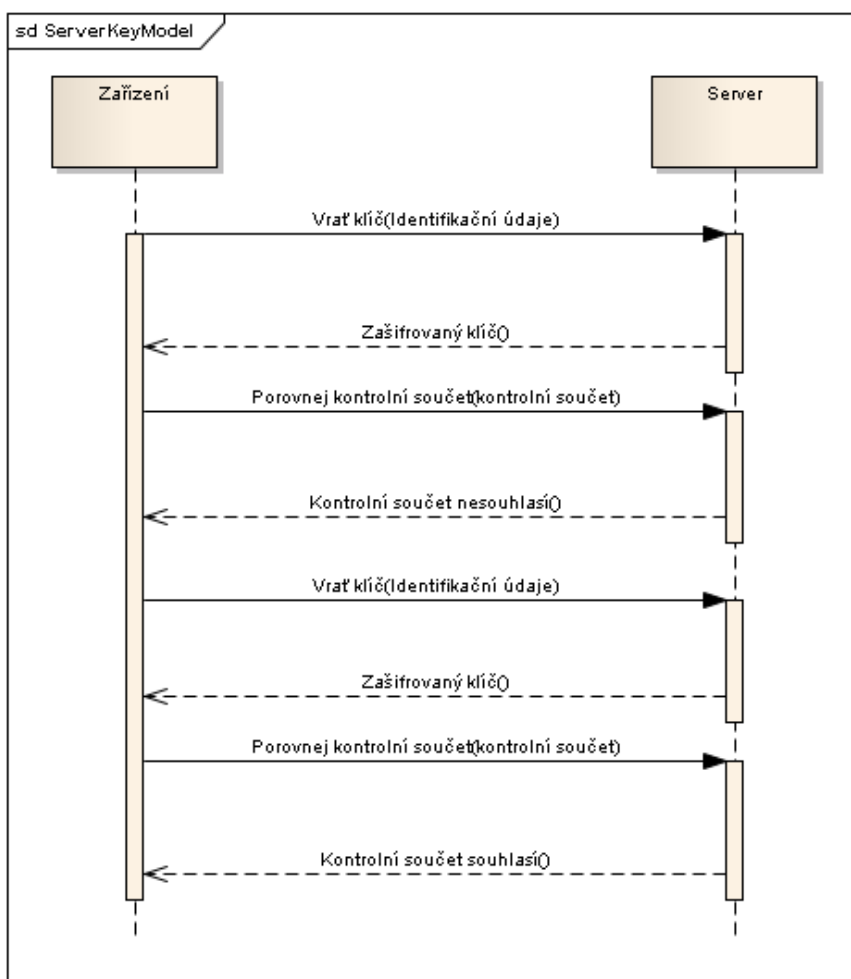 sd ServerKeyModel
Zařízení
Server
Vrať klíč(Identifikační údaje)
Zašifrovaný klíč()
Porovnej kontrolní součet(kontrolní součet)
Kontrolní součet nesouhlasí()
Vrať klíč(Identifikační údaje)
Zašifrovaný klíč()
Porovnej kontrolní součet(kontrolní součet)
Kontrolní součet souhlasí()